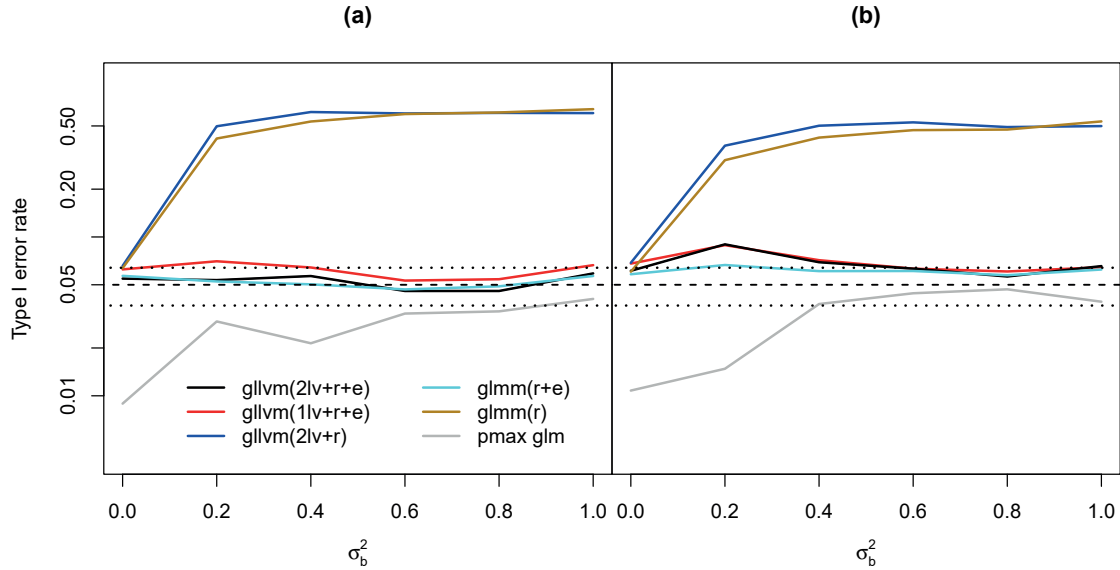 (a) (b)
Type I error rate
0.50
0.20
0.05
0.01
gllvm(2lv+r+e) glmm(r+e)
gllvm(1lv+r+e) glmm(r)
gllvm(2lv+r) pmax glm
0.0 0.2 0.4 0.6 0.8 1.0 0.0 0.2 0.4 0.6 0.8 1.0
σ_b^2 σ_b^2